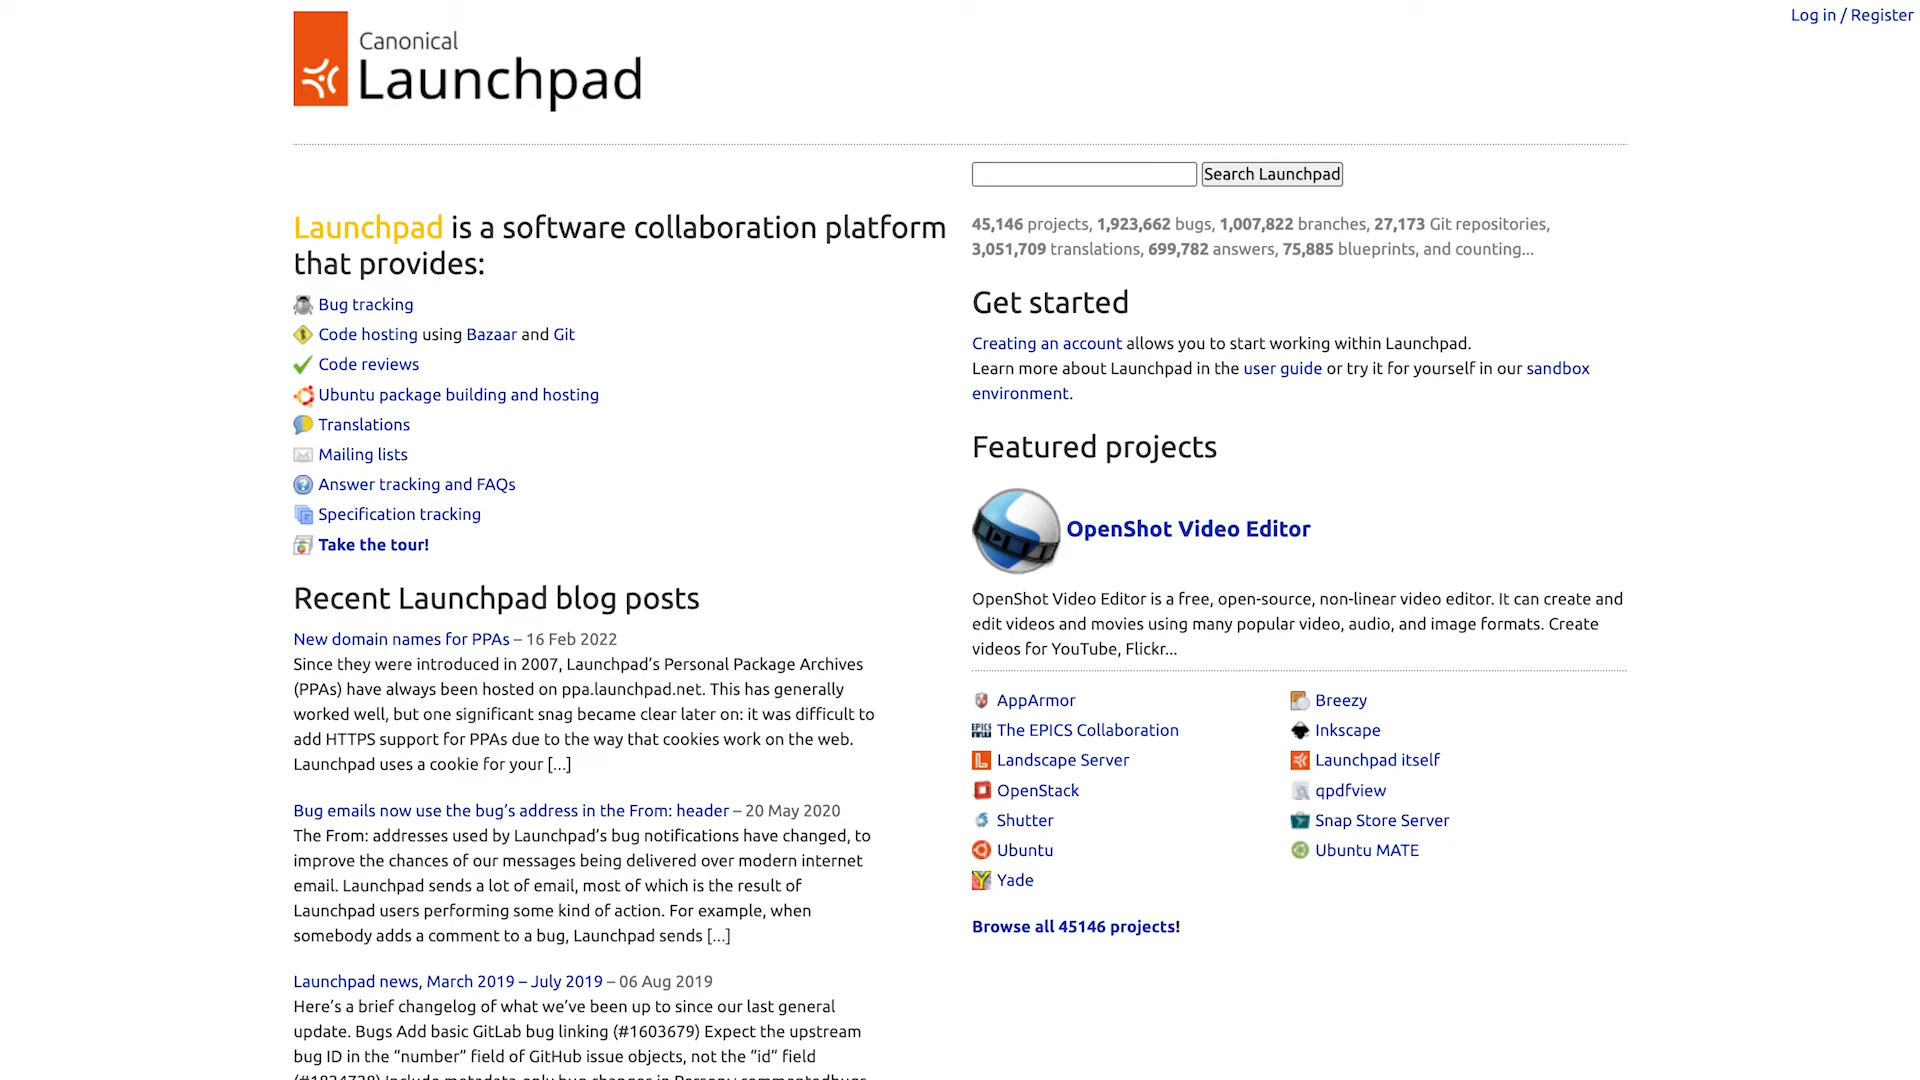 Log in / Register
Canonical
Launchpad
Search Launchpad
Launchpad is a software collaboration platform
that provides:
Bug tracking
Code hosting using Bazaar and Git
Code reviews
Ubuntu package building and hosting
Translations
Mailing lists
Answer tracking and FAQs
Specification tracking
Take the tour!
Recent Launchpad blog posts
New domain names for PPAs – 16 Feb 2022
Since they were introduced in 2007, Launchpad’s Personal Package Archives
(PPAs) have always been hosted on ppa.launchpad.net. This has generally
worked well, but one significant snag became clear later on: it was difficult to
add HTTPS support for PPAs due to the way that cookies work on the web.
Launchpad uses a cookie for your [...]
Bug emails now use the bug’s address in the From: header – 20 May 2020
The From: addresses used by Launchpad’s bug notifications have changed, to
improve the chances of our messages being delivered over modern internet
email. Launchpad sends a lot of email, most of which is the result of
Launchpad users performing some kind of action. For example, when
somebody adds a comment to a bug, Launchpad sends [...]
Launchpad news, March 2019 – July 2019 – 06 Aug 2019
Here’s a brief changelog of what we’ve been up to since our last general
update. Bugs Add basic GitLab bug linking (#1603679) Expect the upstream
bug ID in the “number” field of GitHub issue objects, not the “id” field
45,146 projects, 1,923,662 bugs, 1,007,822 branches, 27,173 Git repositories,
3,051,709 translations, 699,782 answers, 75,885 blueprints, and counting...
Get started
Creating an account allows you to start working within Launchpad.
Learn more about Launchpad in the user guide or try it for yourself in our sandbox
environment.
Featured projects
OpenShot Video Editor
OpenShot Video Editor is a free, open-source, non-linear video editor. It can create and
edit videos and movies using many popular video, audio, and image formats. Create
videos for YouTube, Flickr...
AppArmor
The EPICS Collaboration
Landscape Server
OpenStack
Shutter
Ubuntu
Yade
Breezy
Inkscape
Launchpad itself
qpdfview
Snap Store Server
Ubuntu MATE
Browse all 45146 projects!